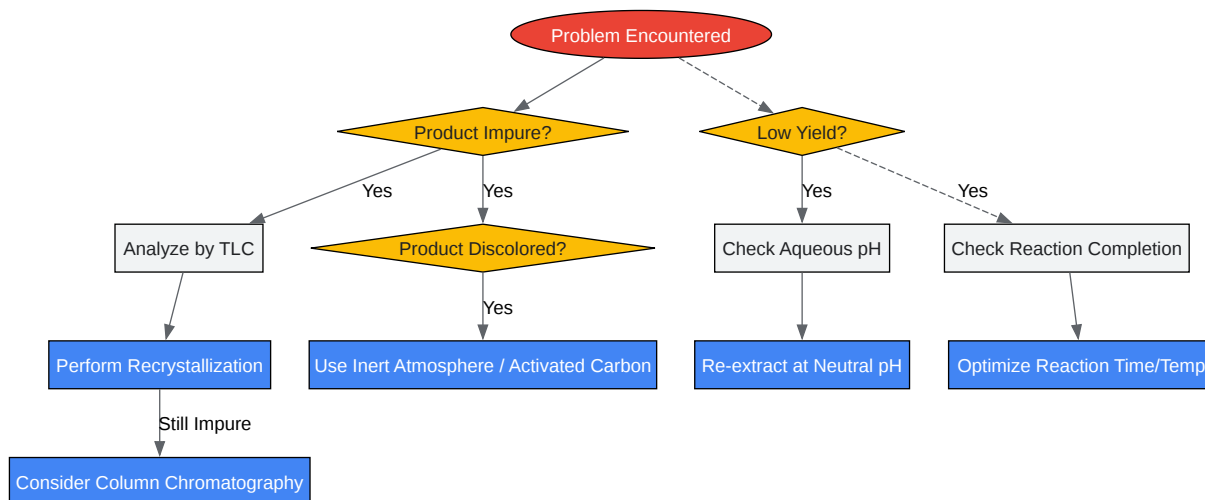 Problem Encountered
Product Impure?
Low Yield?
Yes
Yes
Yes
Yes
Analyze by TLC
Product Discolored?
Check Aqueous pH
Check Reaction Completion
Yes
Perform Recrystallization
Use Inert Atmosphere / Activated Carbon
Re-extract at Neutral pH
Optimize Reaction Time/Temp
Still Impure
Consider Column Chromatography